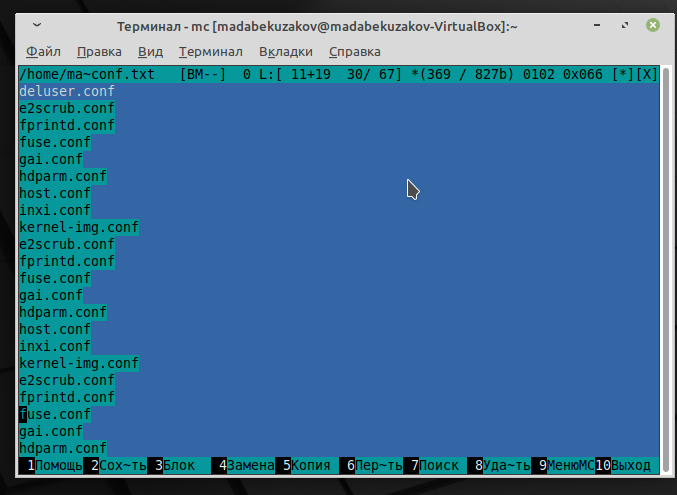 Терминал - mc [madabekuzakov@madabekuzakov-VirtualBox]:~
Файл Правка Вид Терминал Вкладки Справка
/home/ma~conf.txt [BM--] 0 L:[ 11+19 30/ 67] *(369 / 827b) 0102 0x066 [*][X]
deluser.conf
e2scrub.conf
fprintd.conf
fuse.conf
gai.conf
hdparm.conf
host.conf
inxi.conf
kernel-img.conf
e2scrub.conf
fprintd.conf
fuse.conf
gai.conf
hdparm.conf
host.conf
inxi.conf
kernel-img.conf
e2scrub.conf
fprintd.conf
fuse.conf
gai.conf
hdparm.conf
1Помощь 2Сох~ть 3Блок 4Замена 5Копия 6Пер~ть 7Поиск 8Уда~ть 9МенюMC 10Выход